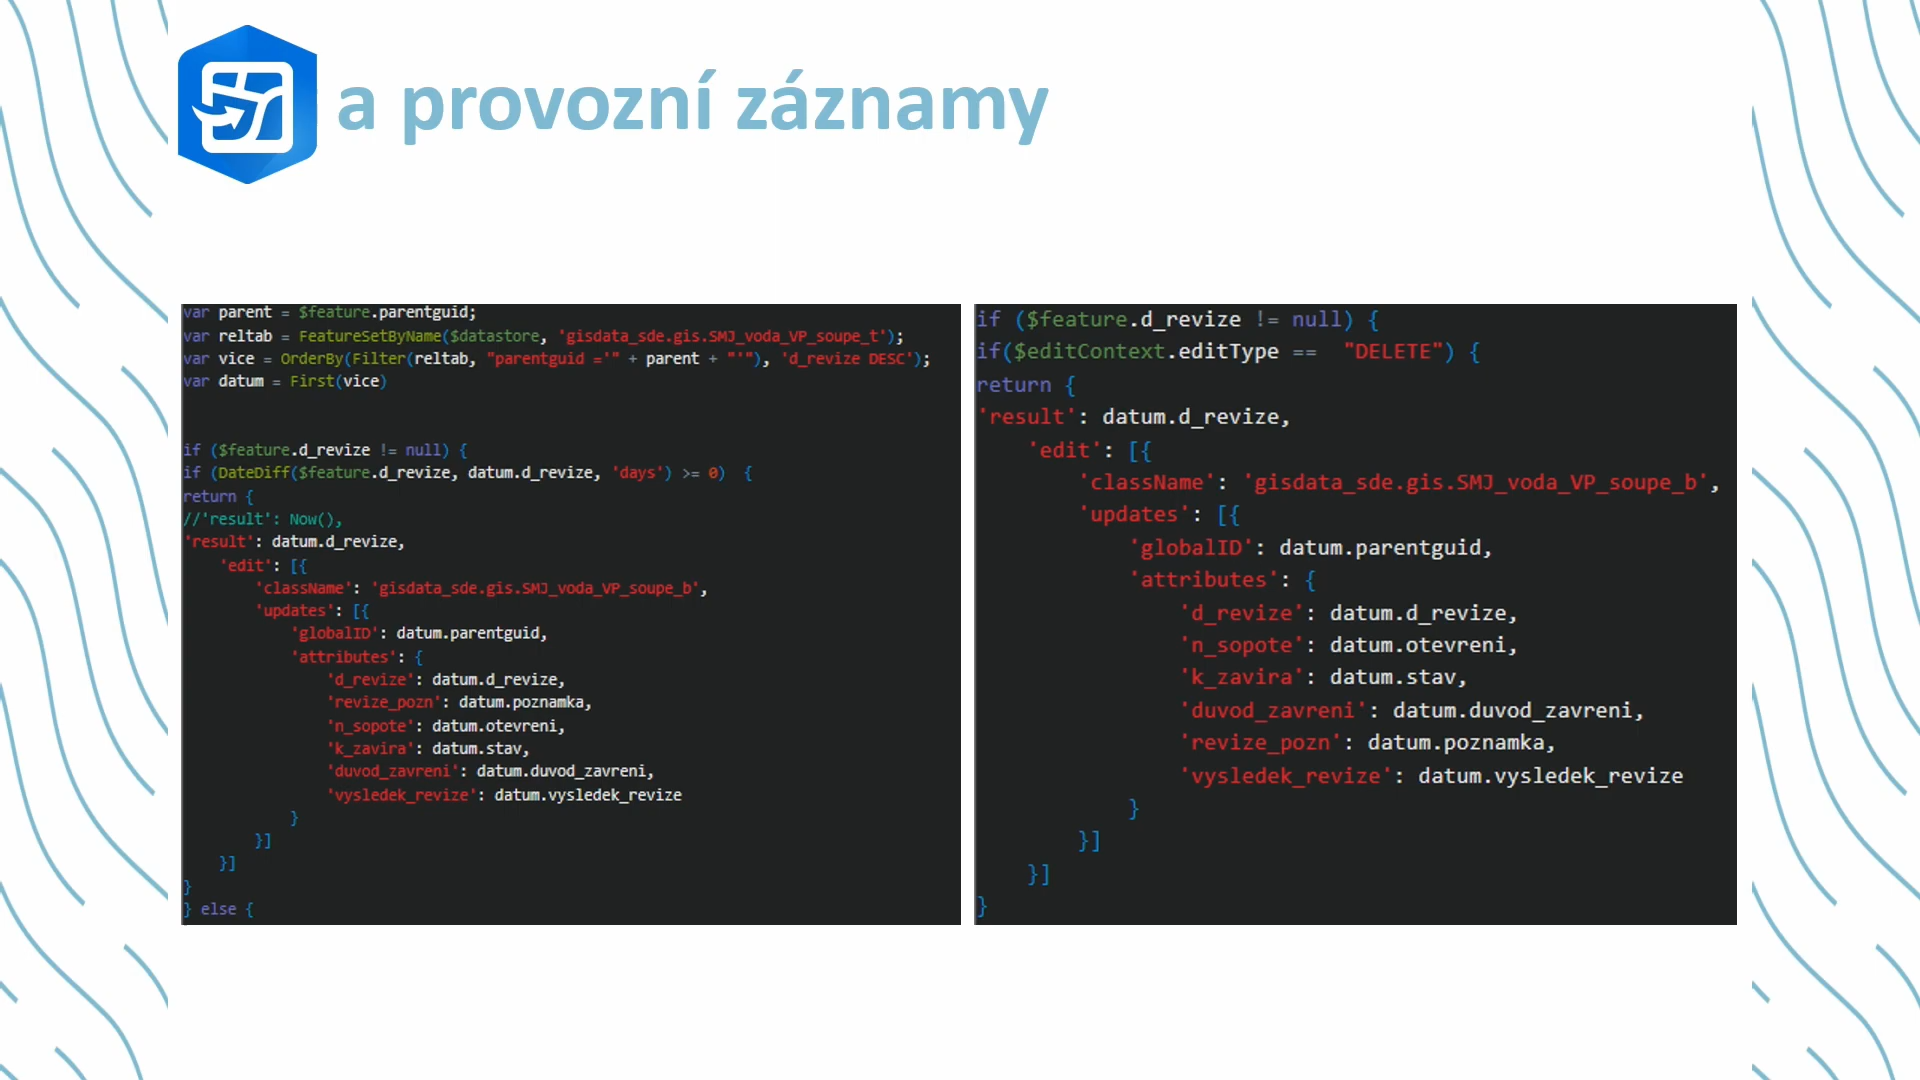 a provozní záznamy
var parent = $feature.parentguid;
var reltab = FeatureSetByName($datastore, 'gisdata_sde.gis.SMJ_voda_VP_soupe_t');
var vice = OrderBy(Filter(reltab, "parentguid ='" + parent + "'"), 'd_revize DESC');
var datum = First(vice)
if ($feature.d_revize != null) {
if (DateDiff($feature.d_revize, datum.d_revize, 'days') >= 0)  {
return {
//'result': Now(),
'result': datum.d_revize,
    'edit': [{
        'className': 'gisdata_sde.gis.SMJ_voda_VP_soupe_b',
        'updates': [{
            'globalID': datum.parentguid,
            'attributes': {
                'd_revize': datum.d_revize,
                'revize_pozn': datum.poznamka,
                'n_sopote': datum.otevreni,
                'k_zavira': datum.stav,
                'duvod_zavreni': datum.duvod_zavreni,
                'vysledek_revize': datum.vysledek_revize
            }
        }]
    }]
}
} else {
if ($feature.d_revize != null) {
if($editContext.editType ==  "DELETE") {
return {
'result': datum.d_revize,
    'edit': [{
        'className': 'gisdata_sde.gis.SMJ_voda_VP_soupe_b',
        'updates': [{
            'globalID': datum.parentguid,
            'attributes': {
                'd_revize': datum.d_revize,
                'n_sopote': datum.otevreni,
                'k_zavira': datum.stav,
                'duvod_zavreni': datum.duvod_zavreni,
                'revize_pozn': datum.poznamka,
                'vysledek_revize': datum.vysledek_revize
            }
        }]
    }]
}